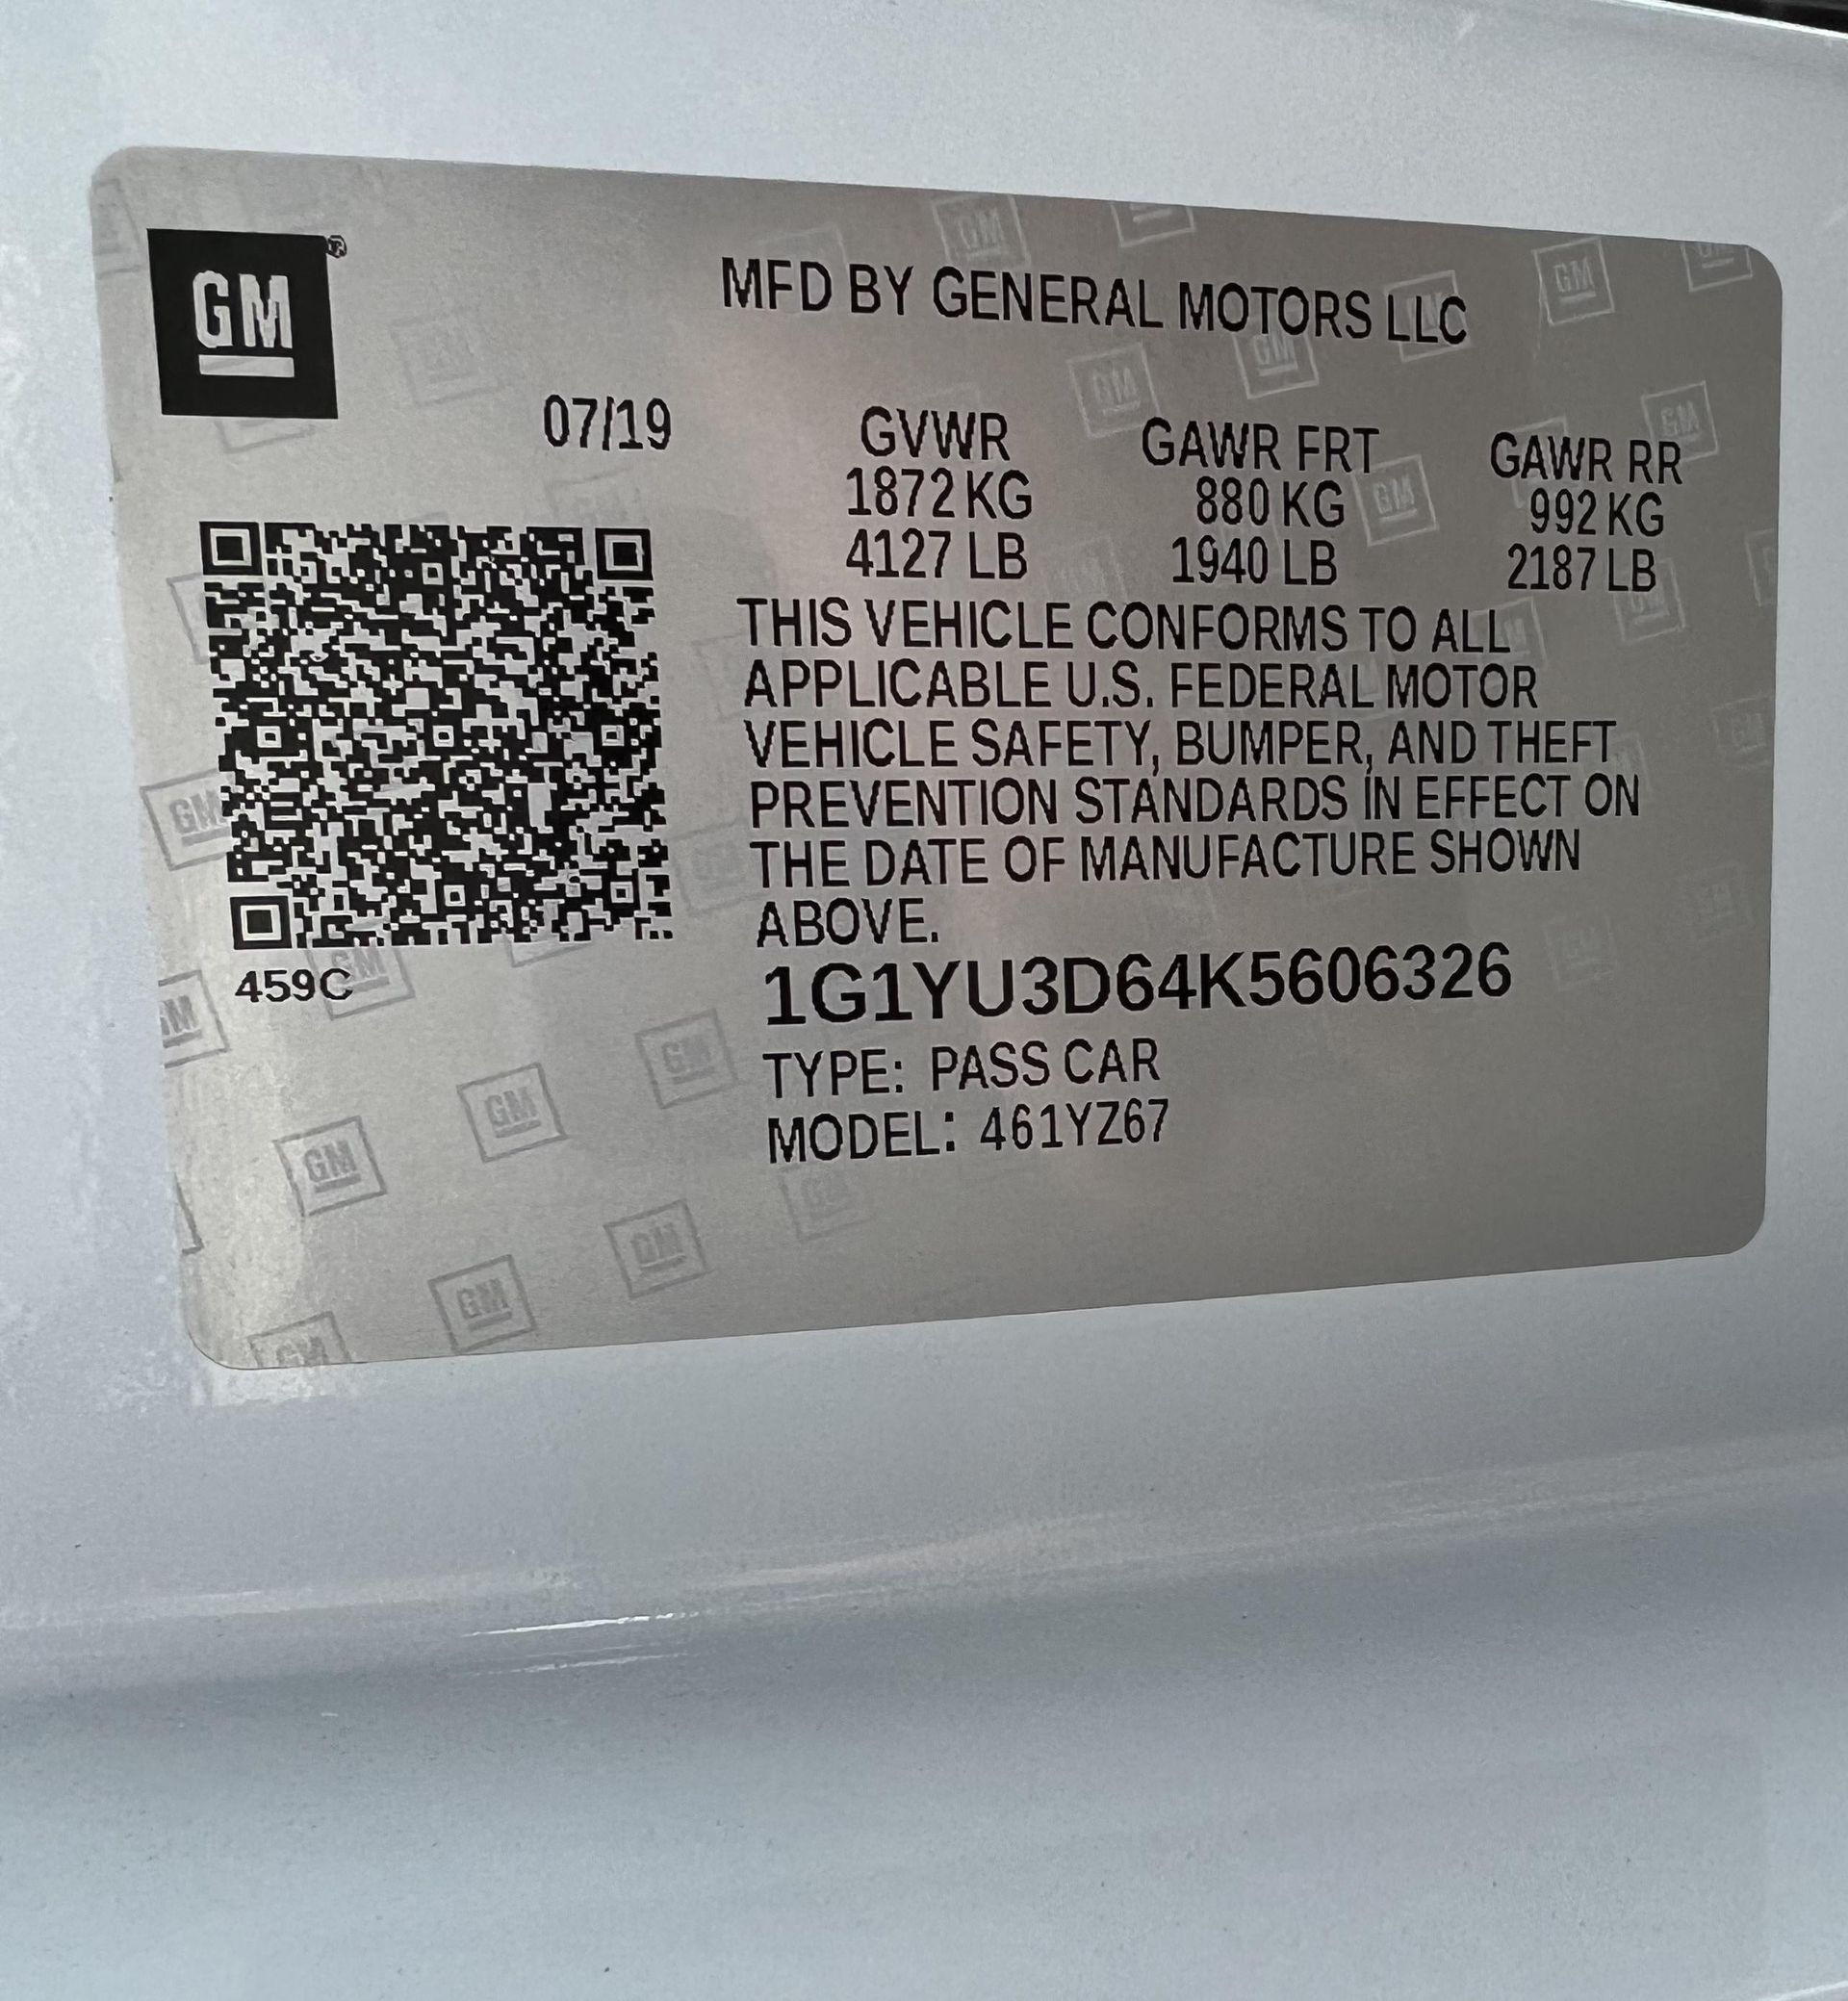 GM
MFD BY GENERAL MOTORS LLC
07/19
GVWR GAWR FRT GAWR RR
1872 KG 880 KG 992 KG
4127 LB 1940 LB 2187 LB
THIS VEHICLE CONFORMS TO ALL
APPLICABLE U.S. FEDERAL MOTOR
VEHICLE SAFETY, BUMPER, AND THEFT
PREVENTION STANDARDS IN EFFECT ON
THE DATE OF MANUFACTURE SHOWN
ABOVE.
459C
1G1YU3D64K5606326
TYPE: PASS CAR
MODEL: 461YZ67